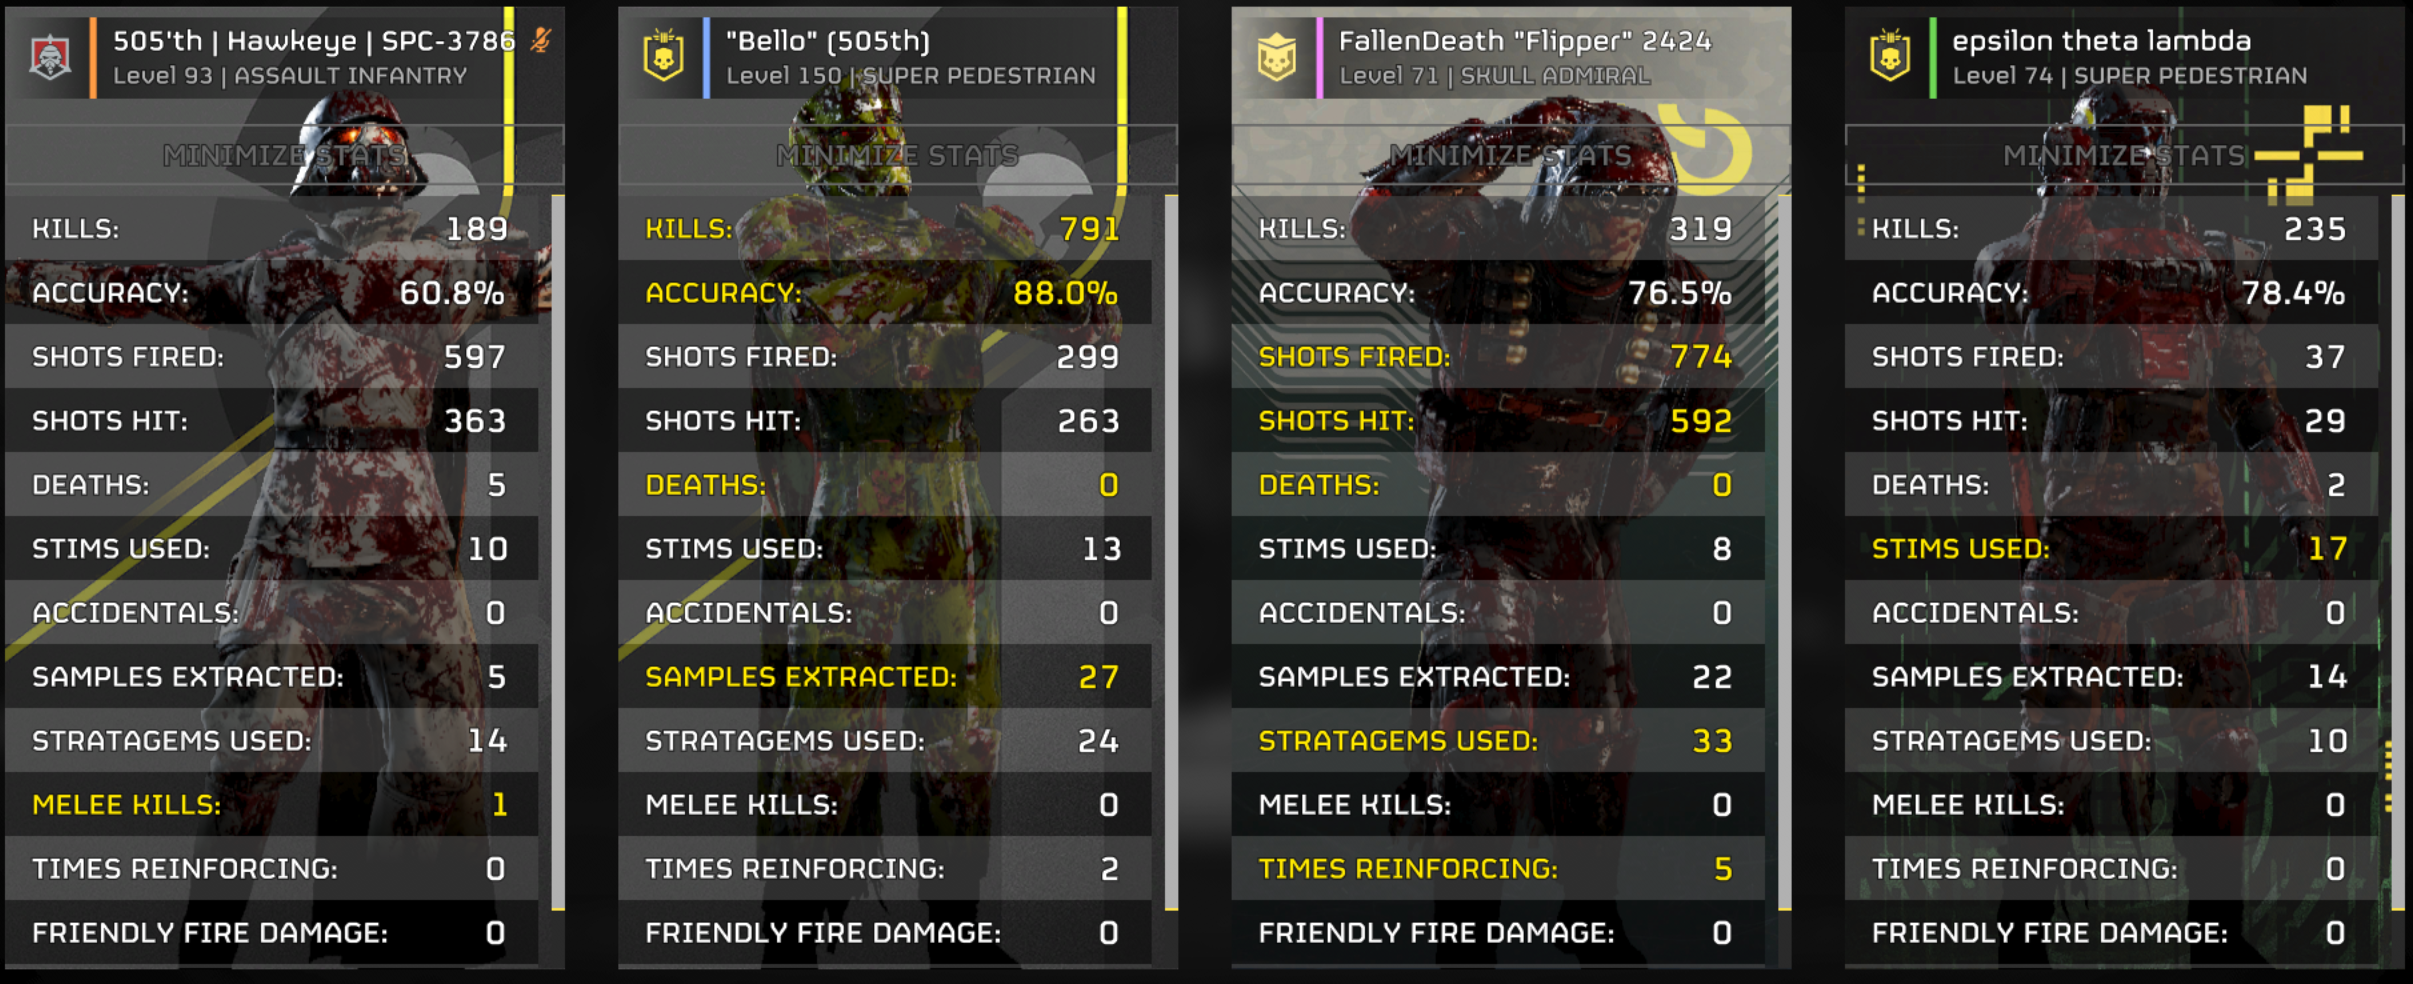 505'th | Hawkeye | SPC-3786
Level 93 | ASSAULT INFANTRY
MINIMIZE STATS
KILLS: 189
ACCURACY: 60.8%
SHOTS FIRED: 597
SHOTS HIT: 363
DEATHS: 5
STIMS USED: 10
ACCIDENTALS: 0
SAMPLES EXTRACTED: 5
STRATAGEMS USED: 14
MELEE KILLS: 1
TIMES REINFORCING: 0
FRIENDLY FIRE DAMAGE: 0
"Bello" (505th)
Level 150 | SUPER PEDESTRIAN
MINIMIZE STATS
KILLS: 791
ACCURACY: 88.0%
SHOTS FIRED: 299
SHOTS HIT: 263
DEATHS: 0
STIMS USED: 13
ACCIDENTALS: 0
SAMPLES EXTRACTED: 27
STRATAGEMS USED: 24
MELEE KILLS: 0
TIMES REINFORCING: 2
FRIENDLY FIRE DAMAGE: 0
FallenDeath "Flipper" 2424
Level 71 | SKULL ADMIRAL
MINIMIZE STATS
KILLS: 319
ACCURACY: 76.5%
SHOTS FIRED: 774
SHOTS HIT: 592
DEATHS: 0
STIMS USED: 8
ACCIDENTALS: 0
SAMPLES EXTRACTED: 22
STRATAGEMS USED: 33
MELEE KILLS: 0
TIMES REINFORCING: 5
FRIENDLY FIRE DAMAGE: 0
epsilon theta lambda
Level 74 | SUPER PEDESTRIAN
MINIMIZE STATS
KILLS: 235
ACCURACY: 78.4%
SHOTS FIRED: 37
SHOTS HIT: 29
DEATHS: 2
STIMS USED: 17
ACCIDENTALS: 0
SAMPLES EXTRACTED: 14
STRATAGEMS USED: 10
MELEE KILLS: 0
TIMES REINFORCING: 0
FRIENDLY FIRE DAMAGE: 0